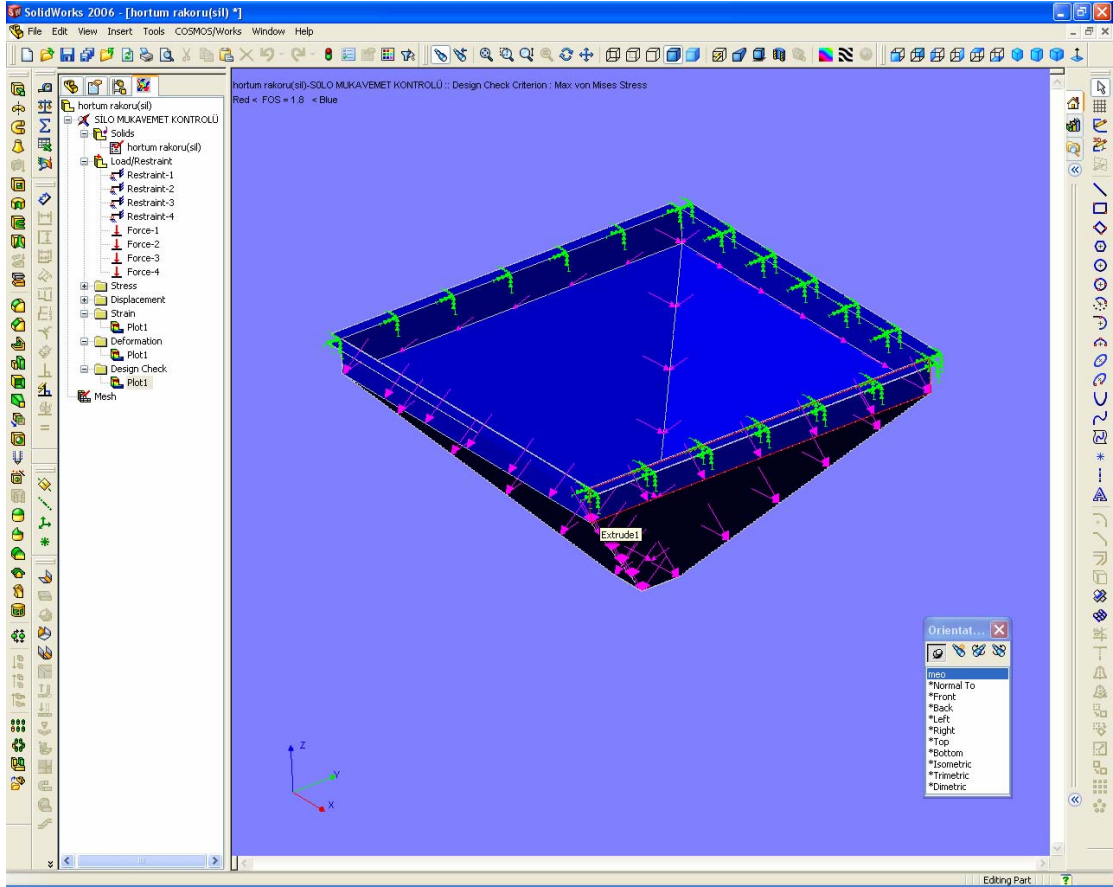 SolidWorks 2006 - [hortum rakoru(sil) *]
File Edit View Insert Tools COSMOSWorks Window Help
hortum rakoru(sil)-SOLO MUKAVEMET KONTROLÜ :: Design Check Criterion : Max von Mises Stress
Red < FOS = 1.8 < Blue
hortum rakoru(sil)
SİLO MUKAVEMET KONTROLÜ
Solids
hortum rakoru(sil)
Load/Restraint
Restraint-1
Restraint-2
Restraint-3
Restraint-4
Force-1
Force-2
Force-3
Force-4
Stress
Displacement
Strain
Plot1
Deformation
Plot1
Design Check
Plot1
Mesh
Extrude1
Orientat...
meo
*Normal To
*Front
*Back
*Left
*Right
*Top
*Bottom
*Isometric
*Trimetric
*Dimetric
Z
Y
X
Editing Part